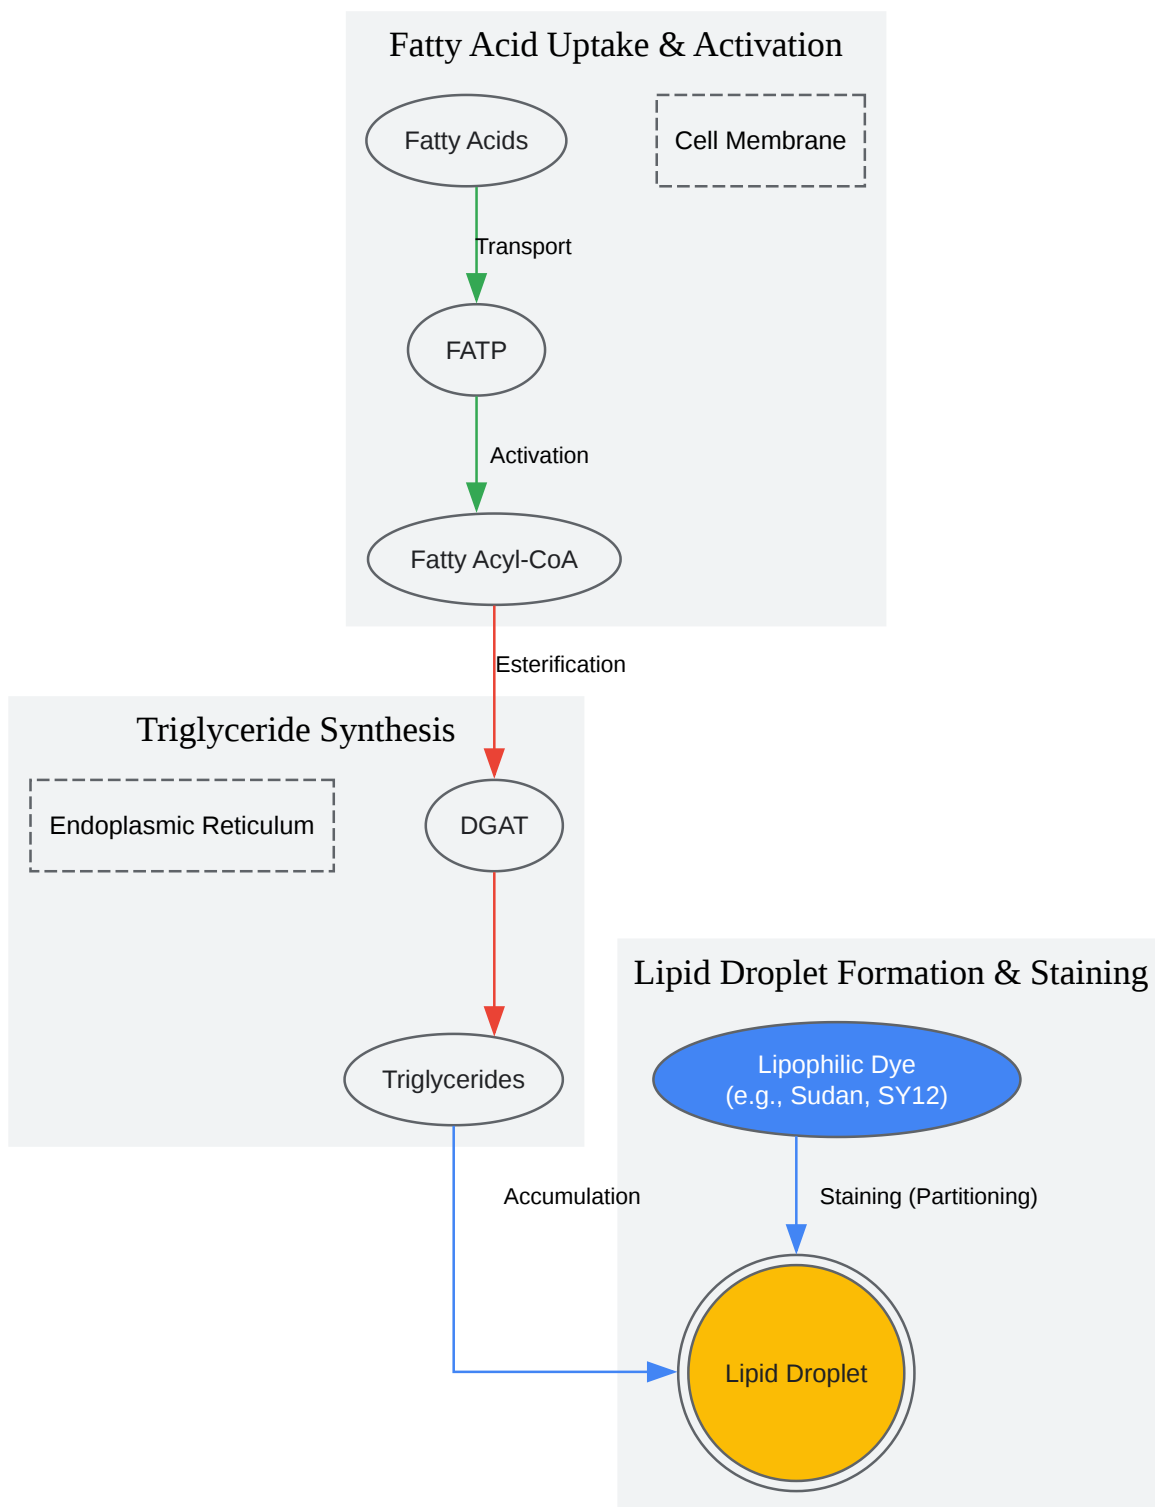 Fatty Acid Uptake & Activation
Fatty Acids
Cell Membrane
Transport
FATP
Activation
Fatty Acyl-CoA
Esterification
Triglyceride Synthesis
Endoplasmic Reticulum
DGAT
Triglycerides
Lipid Droplet Formation & Staining
Lipophilic Dye
(e.g., Sudan, SY12)
Accumulation
Staining (Partitioning)
Lipid Droplet